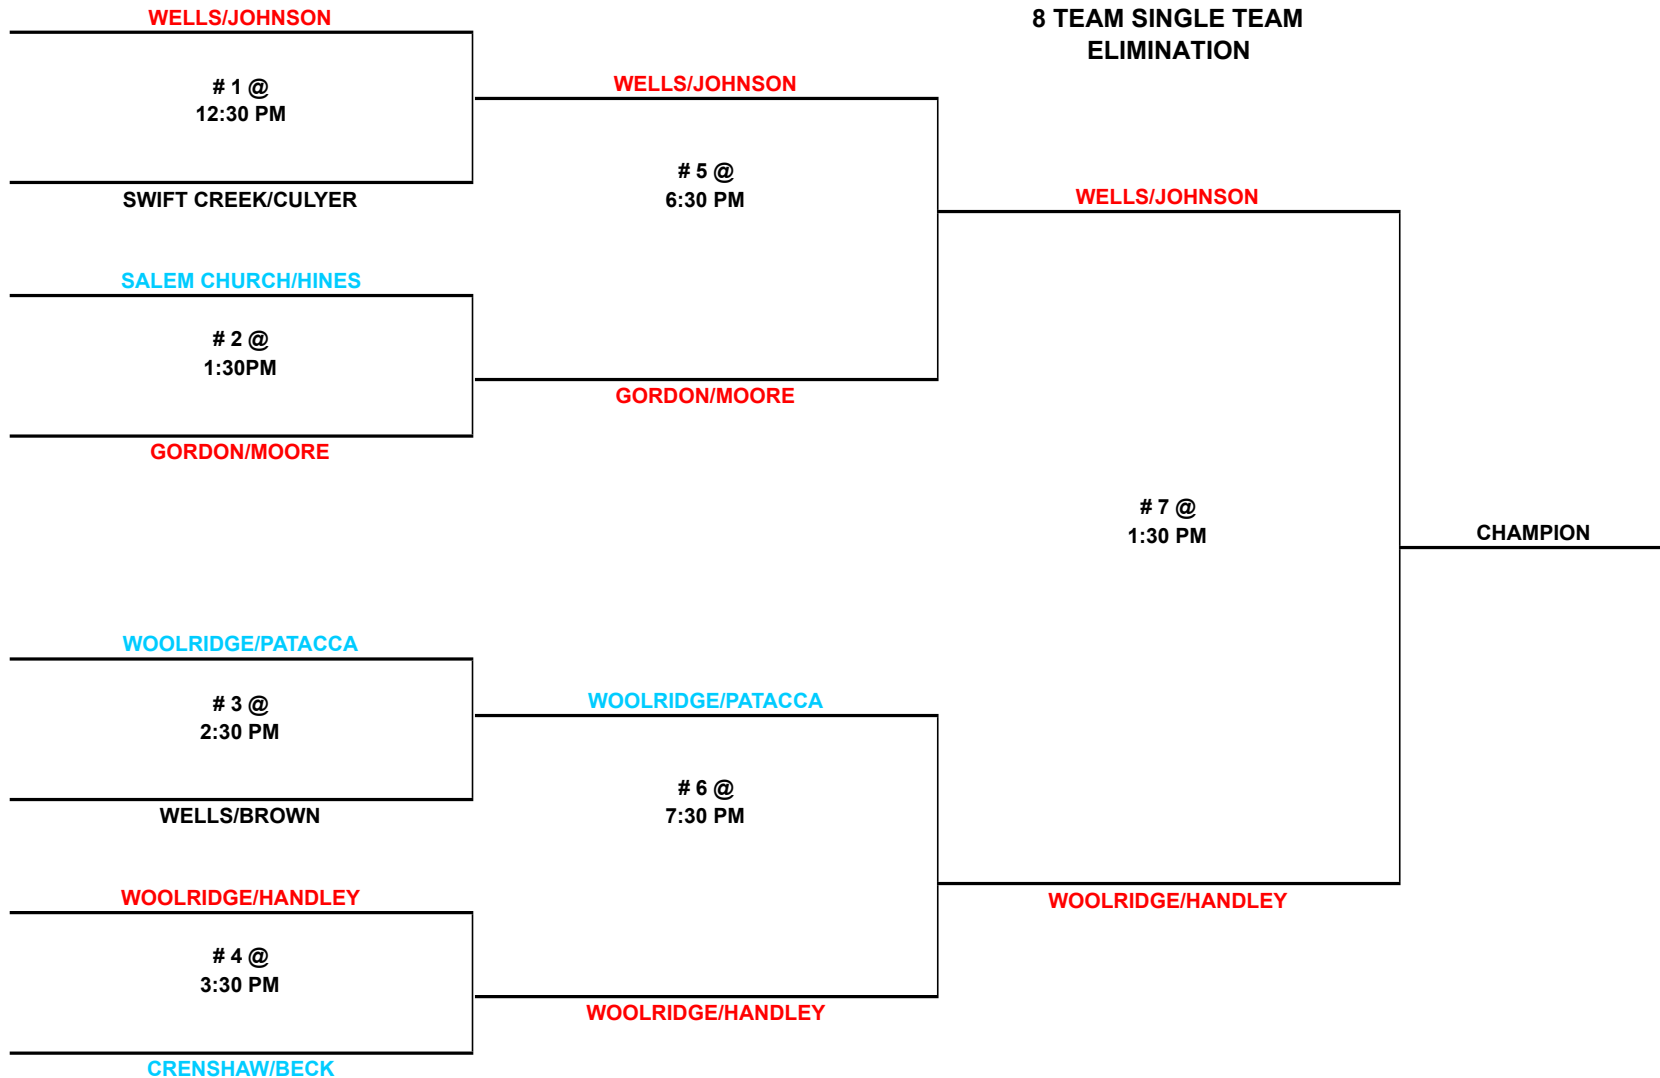 WELLS/JOHNSON
8 TEAM SINGLE TEAM
ELIMINATION
# 1 @
12:30 PM
WELLS/JOHNSON
SWIFT CREEK/CULYER
# 5 @
6:30 PM
WELLS/JOHNSON
SALEM CHURCH/HINES
# 2 @
1:30PM
GORDON/MOORE
GORDON/MOORE
# 7 @
1:30 PM
CHAMPION
WOOLRIDGE/PATACCA
# 3 @
2:30 PM
WOOLRIDGE/PATACCA
WELLS/BROWN
# 6 @
7:30 PM
WOOLRIDGE/HANDLEY
WOOLRIDGE/HANDLEY
# 4 @
3:30 PM
WOOLRIDGE/HANDLEY
CRENSHAW/BECK